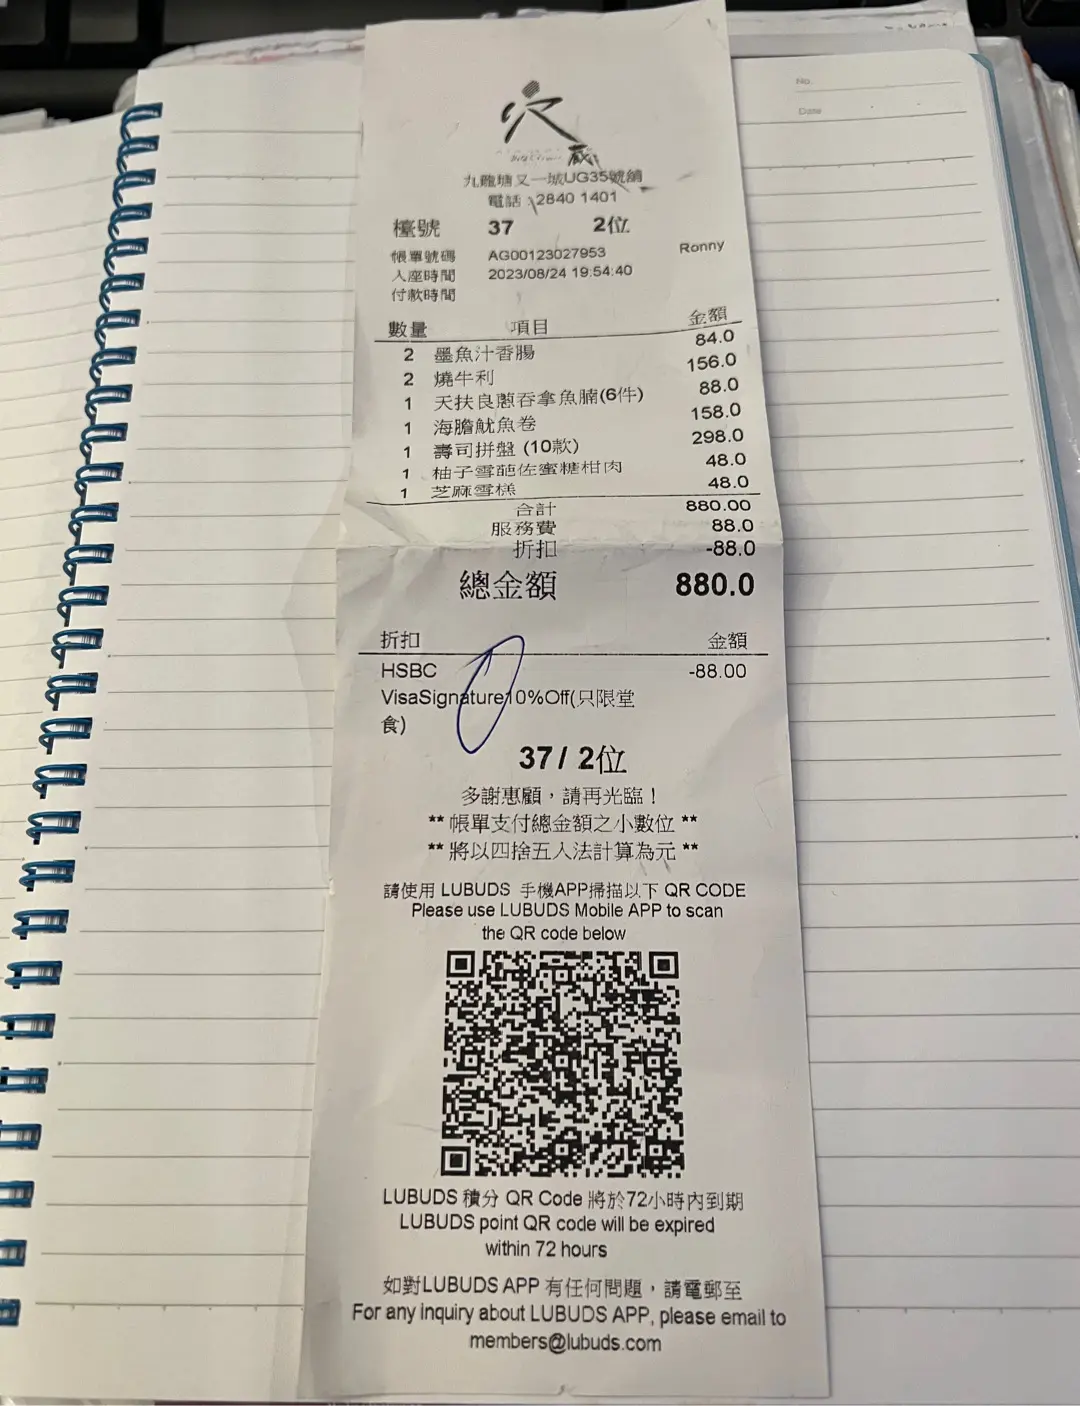 穴
蔵
九龍塘又一城UG35號舖
電話 : 2840 1401
檯號 37 2位
帳單號碼 AG00123027953 Ronny
入座時間 2023/08/24 19:54:40
付款時間
數量 項目 金額
2 墨魚汁香腸 84.0
2 燒牛利 156.0
1 天扶良蔥吞拿魚腩(6件) 88.0
1 海膽魷魚卷 158.0
1 壽司拼盤 (10款) 298.0
1 柚子雪葩佐蜜糖柑肉 48.0
1 芝麻雪糕 48.0
合計 880.00
服務費 88.0
折扣 -88.0
總金額 880.0
折扣 金額
HSBC -88.00
VisaSignature10%Off(只限堂
食)
37/ 2位
多謝惠顧，請再光臨！
** 帳單支付總金額之小數位 **
** 將以四捨五入法計算為元 **
請使用 LUBUDS 手機APP掃描以下 QR CODE
Please use LUBUDS Mobile APP to scan
the QR code below
LUBUDS 積分 QR Code 將於72小時內到期
LUBUDS point QR code will be expired
within 72 hours
如對LUBUDS APP 有任何問題，請電郵至
For any inquiry about LUBUDS APP, please email to
members@lubuds.com
No.
Date